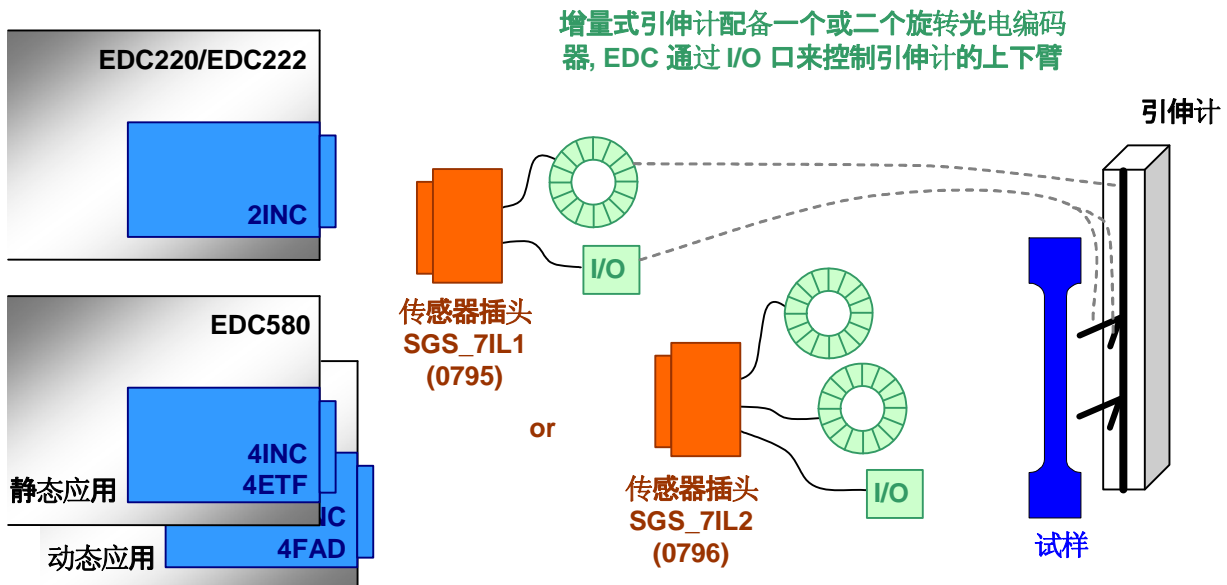 增量式引伸计配备一个或二个旋转光电编码
器, EDC 通过 I/O 口来控制引伸计的上下臂
EDC220/EDC222
2INC
引伸计
I/O
传感器插头
SGS_7IL1
(0795)
or
EDC580
4INC
4ETF
静态应用
NC
4FAD
动态应用
传感器插头
SGS_7IL2
(0796)
I/O
试样